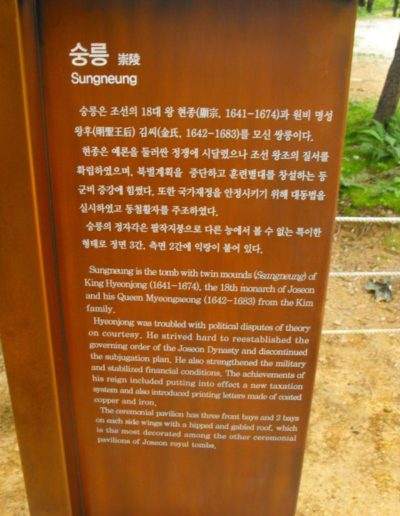 숭릉 崇陵
Sungneung
숭릉은 조선의 18대 왕 현종(顯宗, 1641-1674)과 원비 명성
왕후(明聖王后) 김씨(金氏, 1642-1683)를 모신 쌍릉이다.
현종은 예론을 둘러싼 정쟁에 시달렸으나 조선 왕조의 질서를
확립하였으며, 북벌계획을 중단하고 훈련별대를 창설하는 등
군비 증강에 힘썼다. 또한 국가재정을 안정시키기 위해 대동법을
실시하였고 동철활자를 주조하였다.
숭릉의 정자각은 팔작지붕으로 다른 능에서 볼 수 없는 특이한
형태로 정면 3칸, 측면 2칸에 익랑이 붙어 있다.
Sungneung is the tomb with twin mounds (Ssangneung) of
King Hyeonjong (1641-1674), the 18th monarch of Joseon
and his Queen Myeongseong (1642-1683) from the Kim
family.
Hyeonjong was troubled with political disputes of theory
on courtesy. He strived hard to reestablished the
governing order of the Joseon Dynasty and discontinued
the subjugation plan. He also strengthened the military
and stabilized financial conditions. The achievements of
his reign included putting into effect a new taxation
system and also introduced printing letters made of coated
copper and iron.
The ceremonial pavilion has three front bays and 2 bays
on each side wings with a hipped and gabled roof, which
is the most decorated among the other ceremonial
pavilions of Joseon royal tombs.